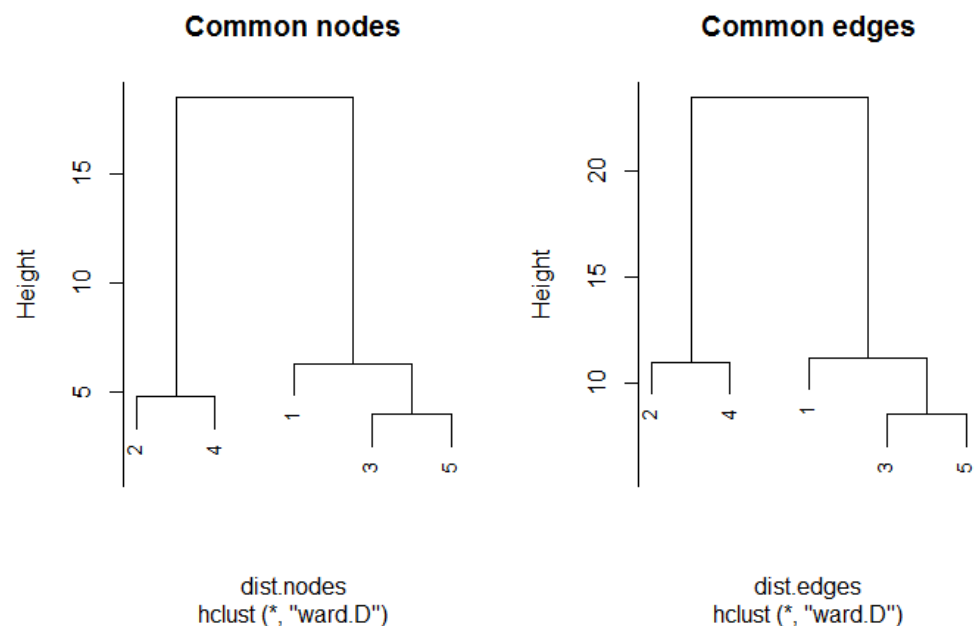 Common nodes
Height
15
10
5
2
4
1
3
5
dist.nodes
hclust (*, "ward.D")
Common edges
Height
20
15
10
2
4
1
3
5
dist.edges
hclust (*, "ward.D")